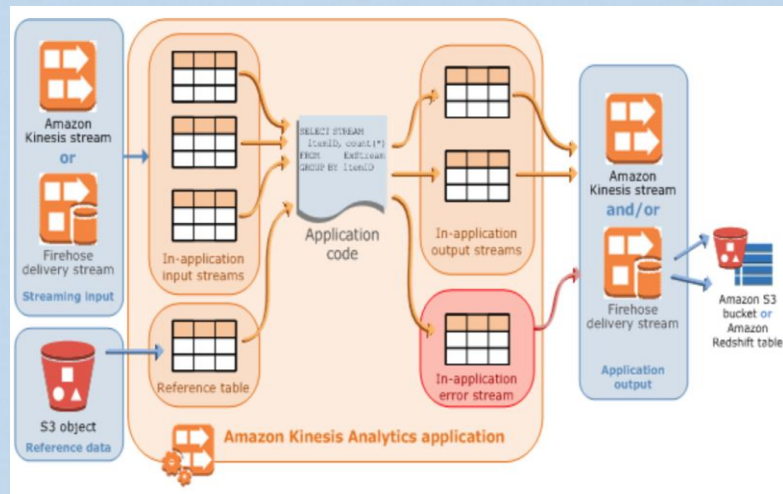 Amazon
Kinesis stream
or
Firehose
delivery stream
Streaming input
S3 object
Reference data
In-application
input streams
Reference table
SELECT STREAM
ItemID, count(*)
FROM ExStream
GROUP BY ItemID
Application
code
In-application
output streams
In-application
error stream
Amazon Kinesis Analytics application
Amazon
Kinesis stream
and/or
Firehose
delivery stream
Application
output
Amazon S3
bucket or
Amazon
Redshift table